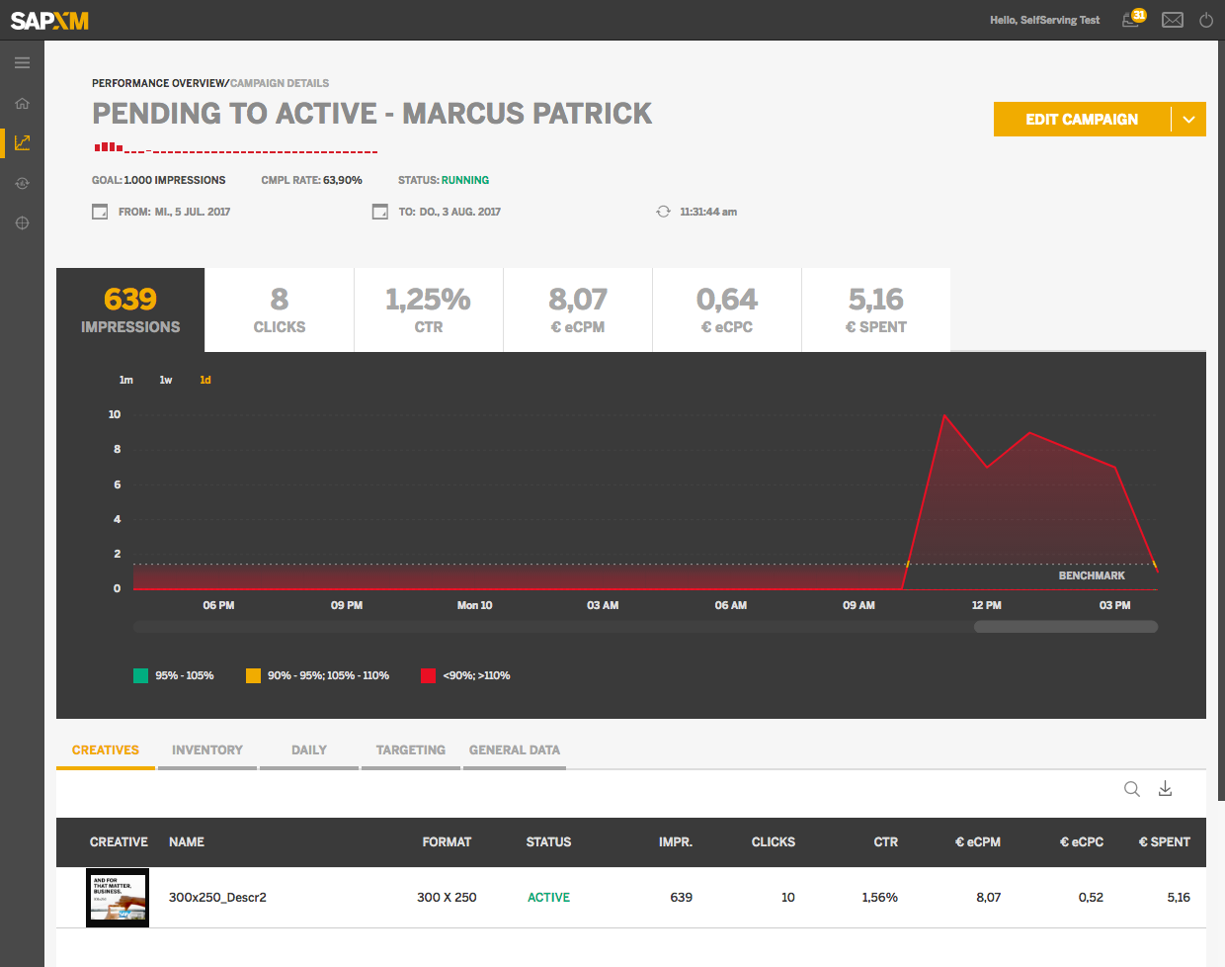 SAP XM
Hello, SelfServing Test
31
PERFORMANCE OVERVIEW/CAMPAIGN DETAILS
PENDING TO ACTIVE - MARCUS PATRICK
EDIT CAMPAIGN
GOAL: 1.000 IMPRESSIONS CMPL RATE: 63,90% STATUS: RUNNING
FROM: MI., 5 JUL. 2017 TO: DO., 3 AUG. 2017 11:31:44 am
639 8 1,25% 8,07 0,64 5,16
IMPRESSIONS CLICKS CTR € eCPM € eCPC € SPENT
1m 1w 1d
10
8
6
4
2
BENCHMARK
0
06 PM 09 PM Mon 10 03 AM 06 AM 09 AM 12 PM 03 PM
95% - 105% 90% - 95%; 105% - 110% <90%; >110%
CREATIVES INVENTORY DAILY TARGETING GENERAL DATA
CREATIVE NAME FORMAT STATUS IMPR. CLICKS CTR € eCPM € eCPC € SPENT
AND FOR
THAT MATTER,
BUSINESS.
300x250_Descr2 300 X 250 ACTIVE 639 10 1,56% 8,07 0,52 5,16